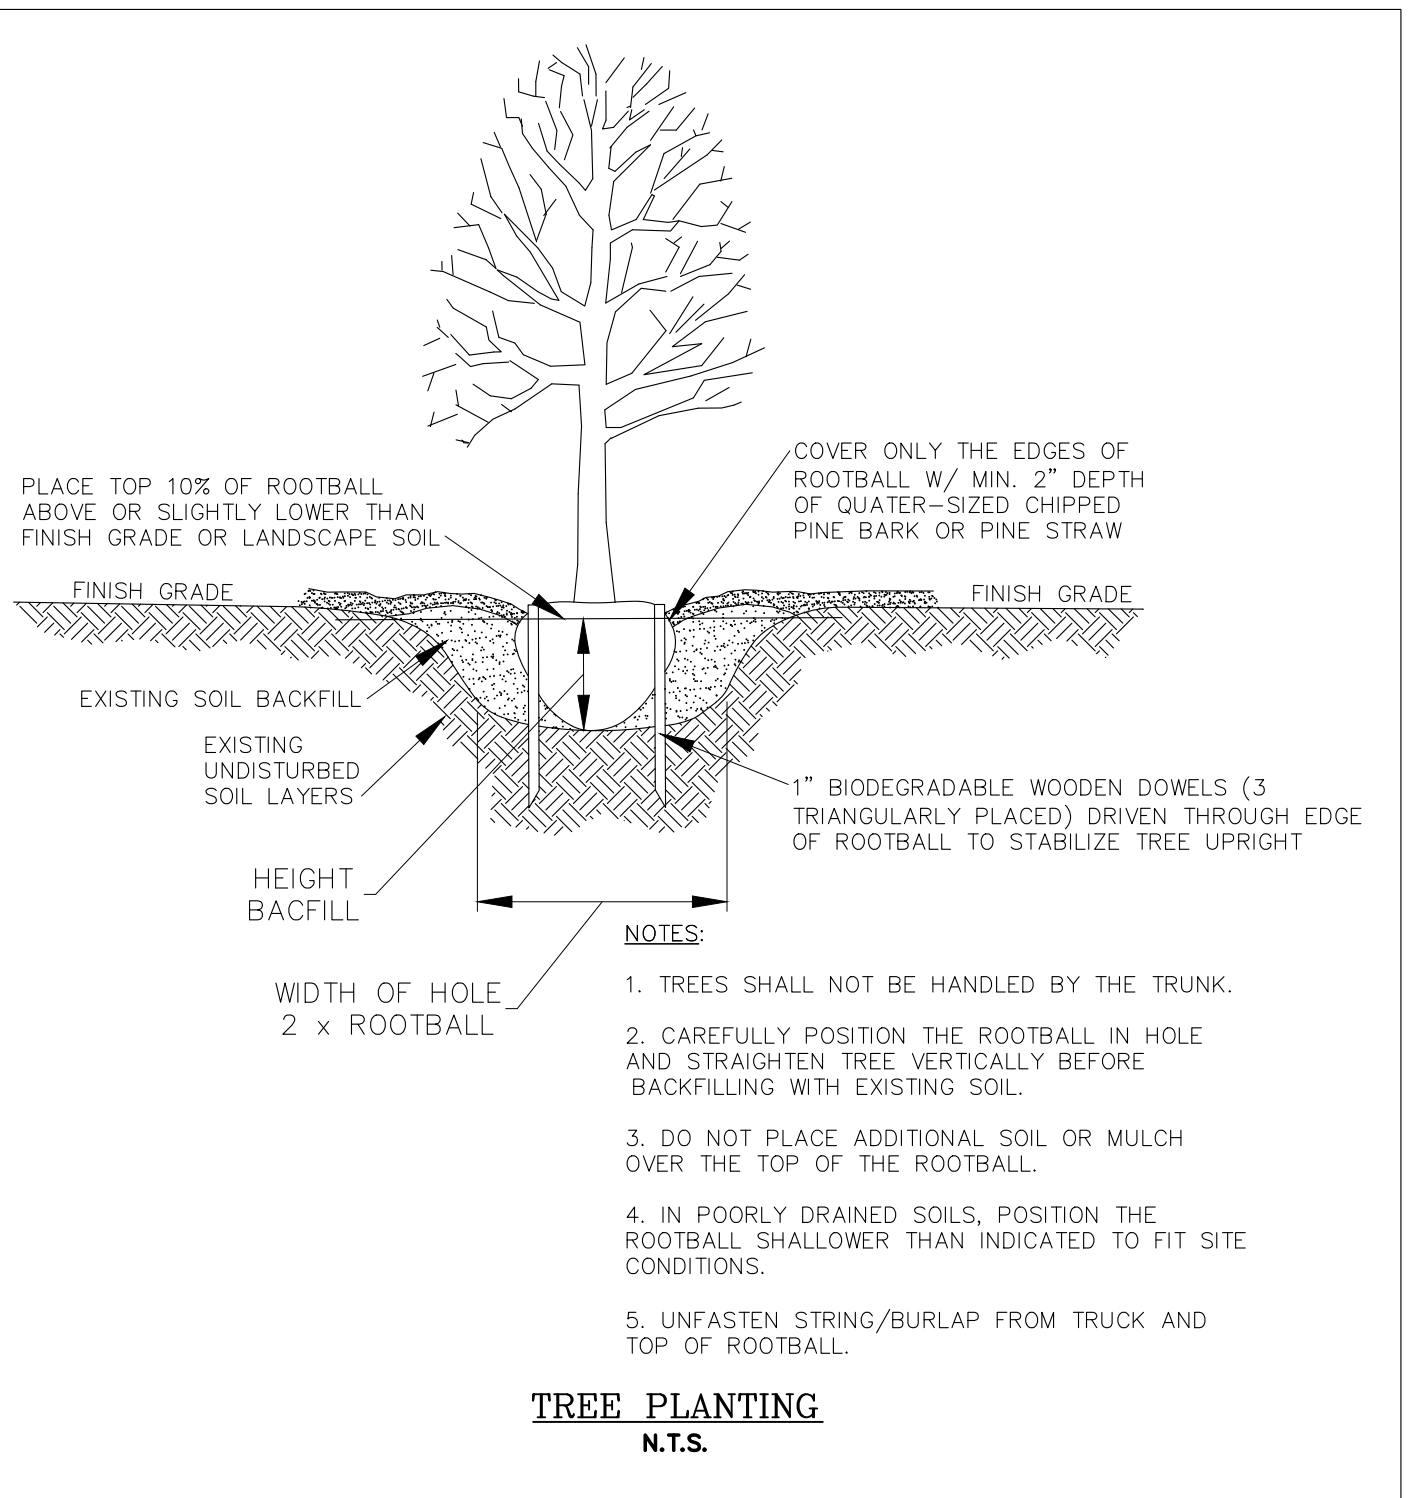 COVER ONLY THE EDGES OF
ROOTBALL W/ MIN. 2” DEPTH
OF QUATER-SIZED CHIPPED
PINE BARK OR PINE STRAW
PLACE TOP 10% OF ROOTBALL
ABOVE OR SLIGHTLY LOWER THAN
FINISH GRADE OR LANDSCAPE SOIL
FINISH GRADE
FINISH GRADE
EXISTING SOIL BACKFILL
EXISTING
UNDISTURBED
SOIL LAYERS
1” BIODEGRADABLE WOODEN DOWELS (3
TRIANGULARLY PLACED) DRIVEN THROUGH EDGE
OF ROOTBALL TO STABILIZE TREE UPRIGHT
HEIGHT
BACFILL
WIDTH OF HOLE
2 x ROOTBALL
NOTES:
1. TREES SHALL NOT BE HANDLED BY THE TRUNK.
2. CAREFULLY POSITION THE ROOTBALL IN HOLE
AND STRAIGHTEN TREE VERTICALLY BEFORE
BACKFILLING WITH EXISTING SOIL.
3. DO NOT PLACE ADDITIONAL SOIL OR MULCH
OVER THE TOP OF THE ROOTBALL.
4. IN POORLY DRAINED SOILS, POSITION THE
ROOTBALL SHALLOWER THAN INDICATED TO FIT SITE
CONDITIONS.
5. UNFASTEN STRING/BURLAP FROM TRUCK AND
TOP OF ROOTBALL.
TREE PLANTING
N.T.S.